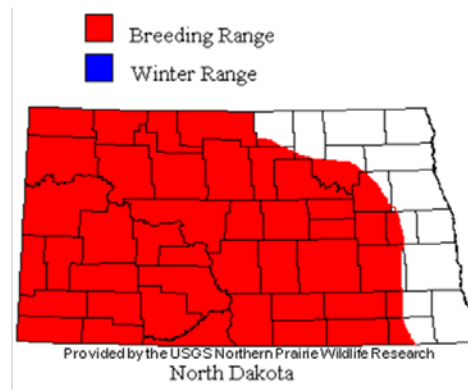 Breeding Range
Winter Range
Provided by the USGS Northern Prairie Wildlife Research
North Dakota